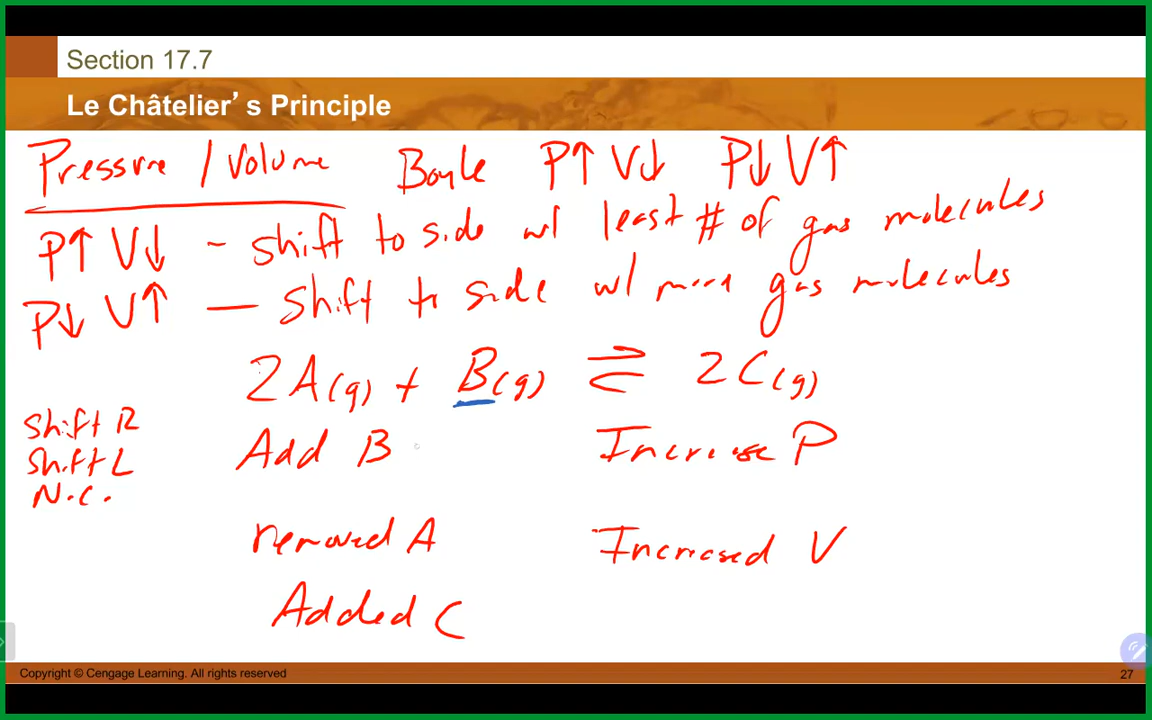 Section 17.7
Le Châtelier's Principle
Pressure / Volume Boyle P↑ V↓ P↓ V↑
P↑ V↓ - shift to side w/ least # of gas molecules
P↓ V↑ — shift to side w/ more gas molecules
2A(g) + B(g) ⇌ 2C(g)
Shift R
Shift L
N.C.
Add B Increase P
removed A Increased V
Added C
Copyright © Cengage Learning. All rights reserved 27